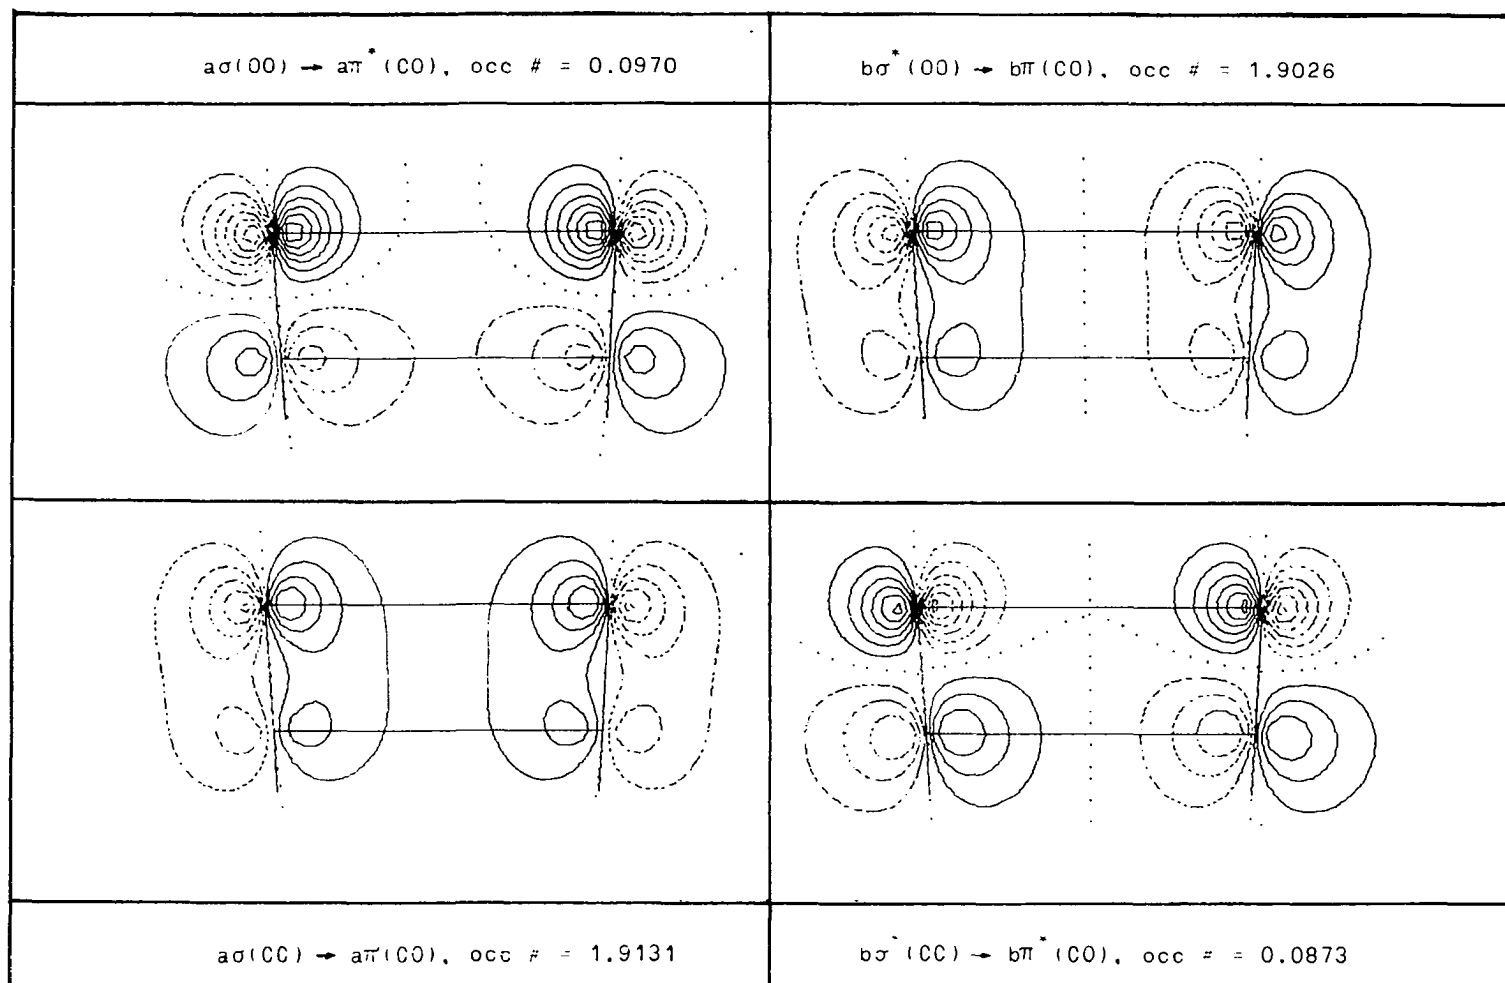 aσ(OO) → aπ*(CO), occ # = 0.0970
bσ*(OO) → bπ(CO), occ # = 1.9026
aσ(CC) → aπ(CO), occ # = 1.9131
bσ*(CC) → bπ*(CO), occ # = 0.0873